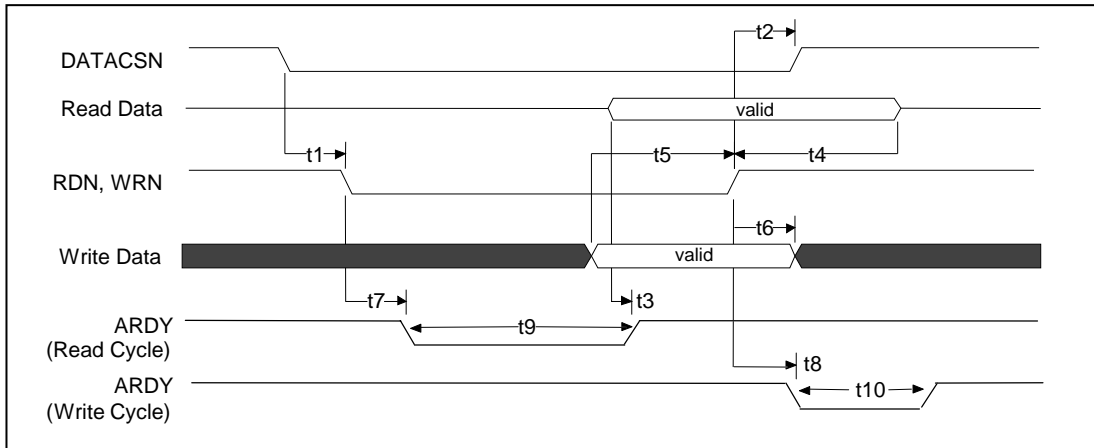 t2
DATACSN
Read Data
valid
t1
t5
t4
RDN, WRN
t6
Write Data
valid
t7
t3
ARDY
t9
(Read Cycle)
t8
ARDY
t10
(Write Cycle)